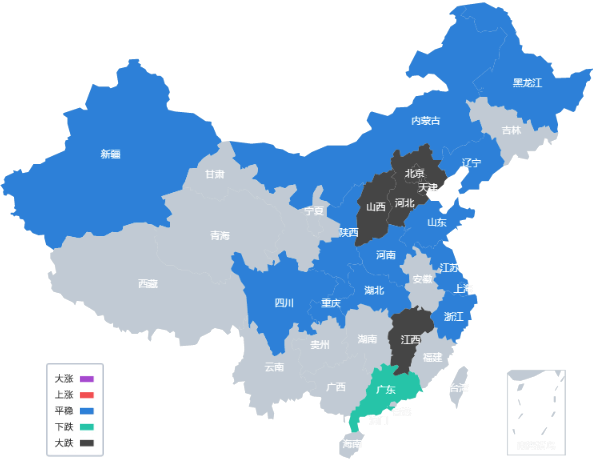 黑龙江
内蒙古
吉林
新疆
辽宁
甘肃
北京
天津
河北
山西
宁夏
山东
陕西
青海
河南
江苏
安徽
西藏
上海
四川
重庆
湖北
浙江
江西
湖南
贵州
福建
云南
广西
广东
台湾
海南
大涨
上涨
平稳
下跌
大跌